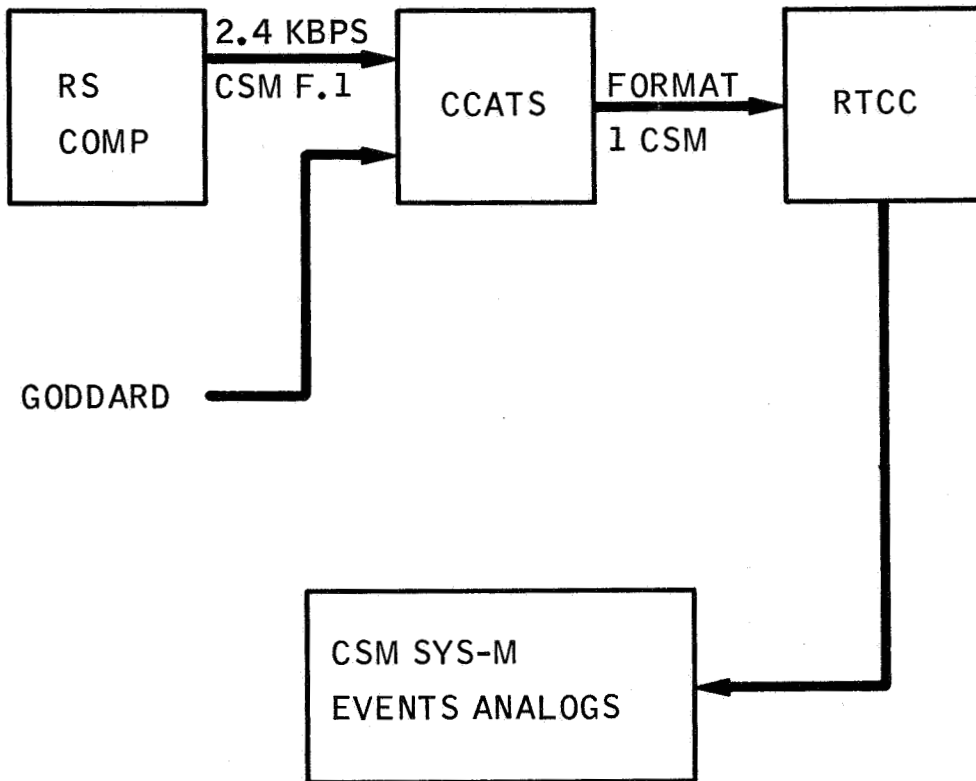 RS
COMP
2.4 KBPS
CSM F.1
CCATS
FORMAT
1 CSM
RTCC
GODDARD
CSM SYS-M
EVENTS ANALOGS